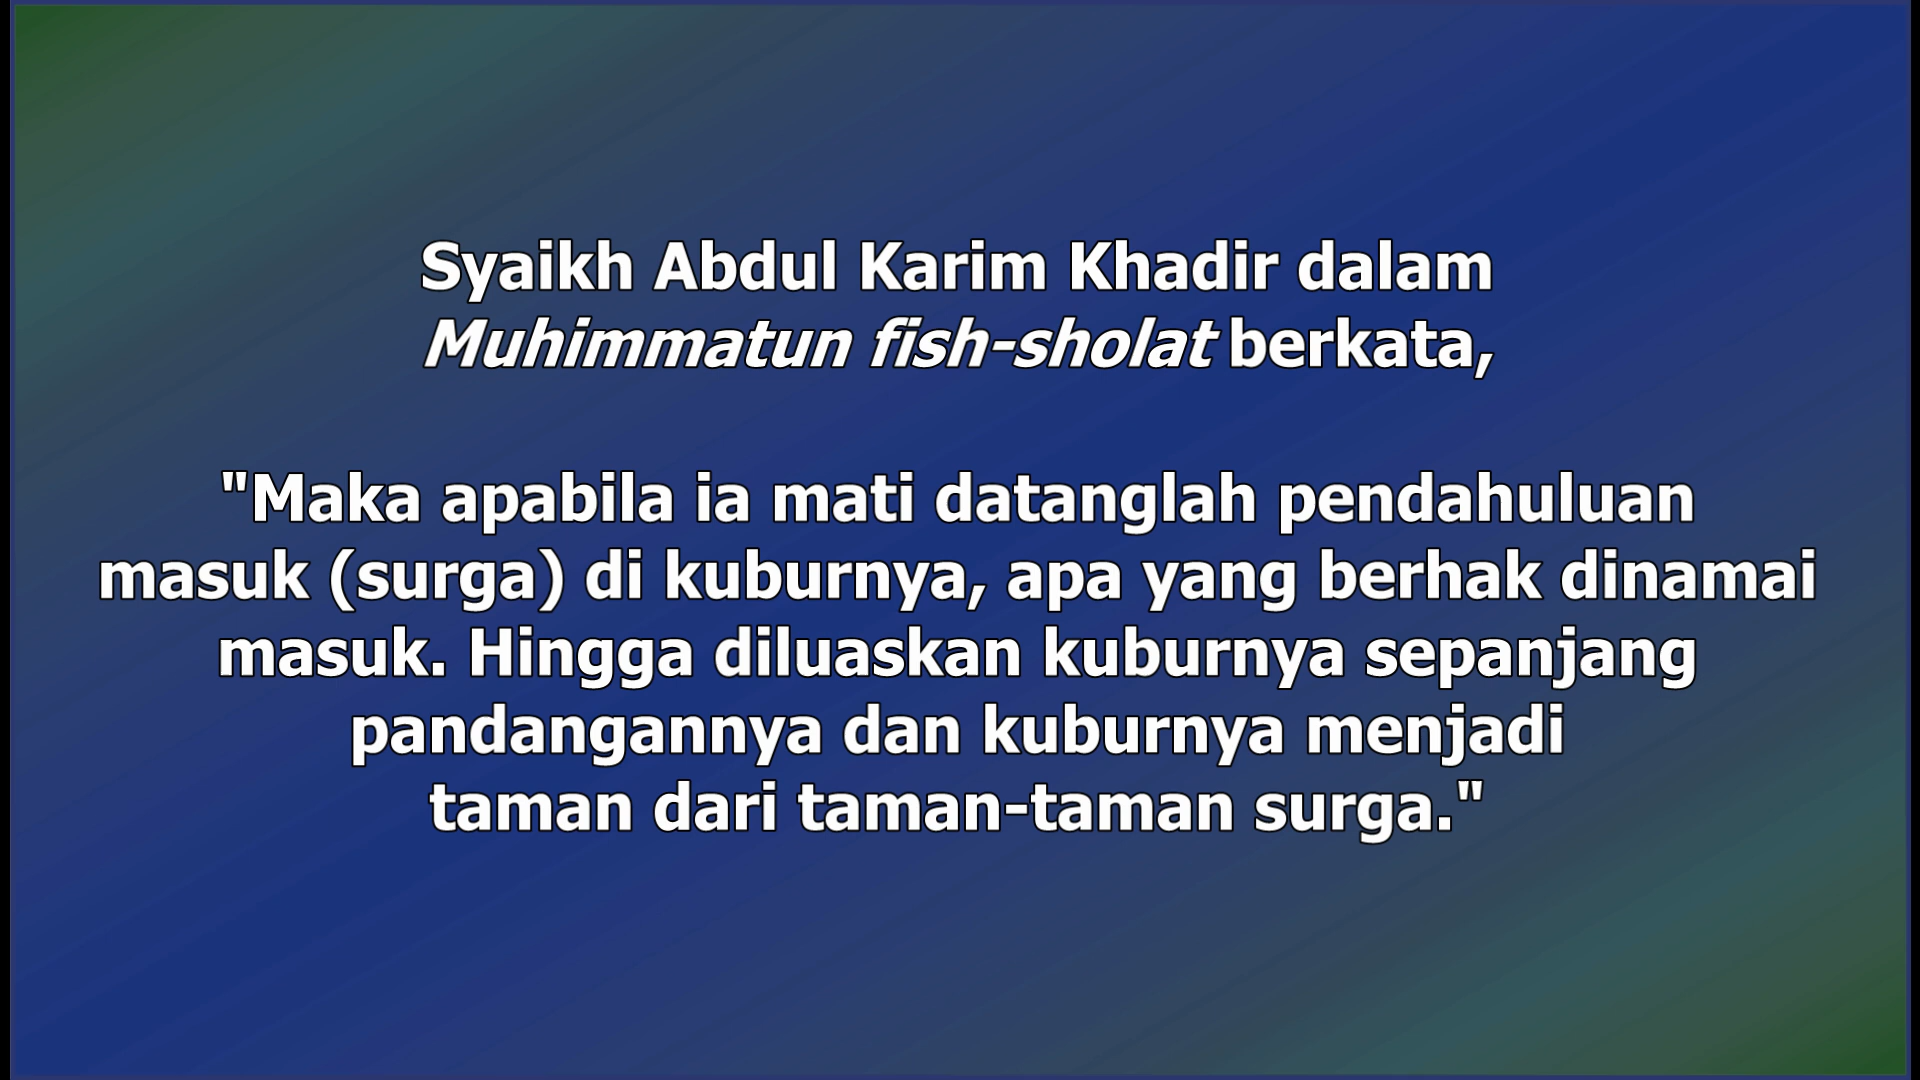 Syaikh Abdul Karim Khadir dalam
Muhimmatun fish-sholat berkata,
"Maka apabila ia mati datanglah pendahuluan
masuk (surga) di kuburnya, apa yang berhak dinamai
masuk. Hingga diluaskan kuburnya sepanjang
pandangannya dan kuburnya menjadi
taman dari taman-taman surga."